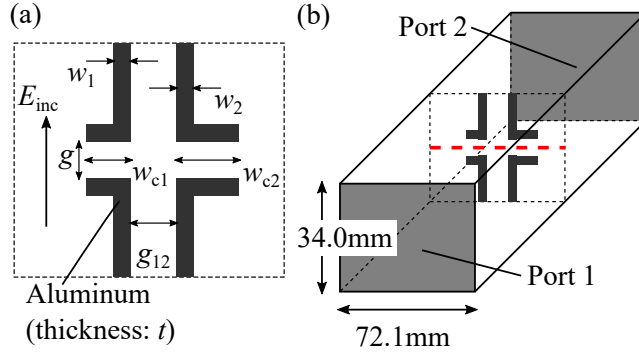 (a)
w1
w2
Einc
g
wc1
wc2
g12
Aluminum
(thickness: t)
(b)
Port 2
34.0mm
Port 1
72.1mm